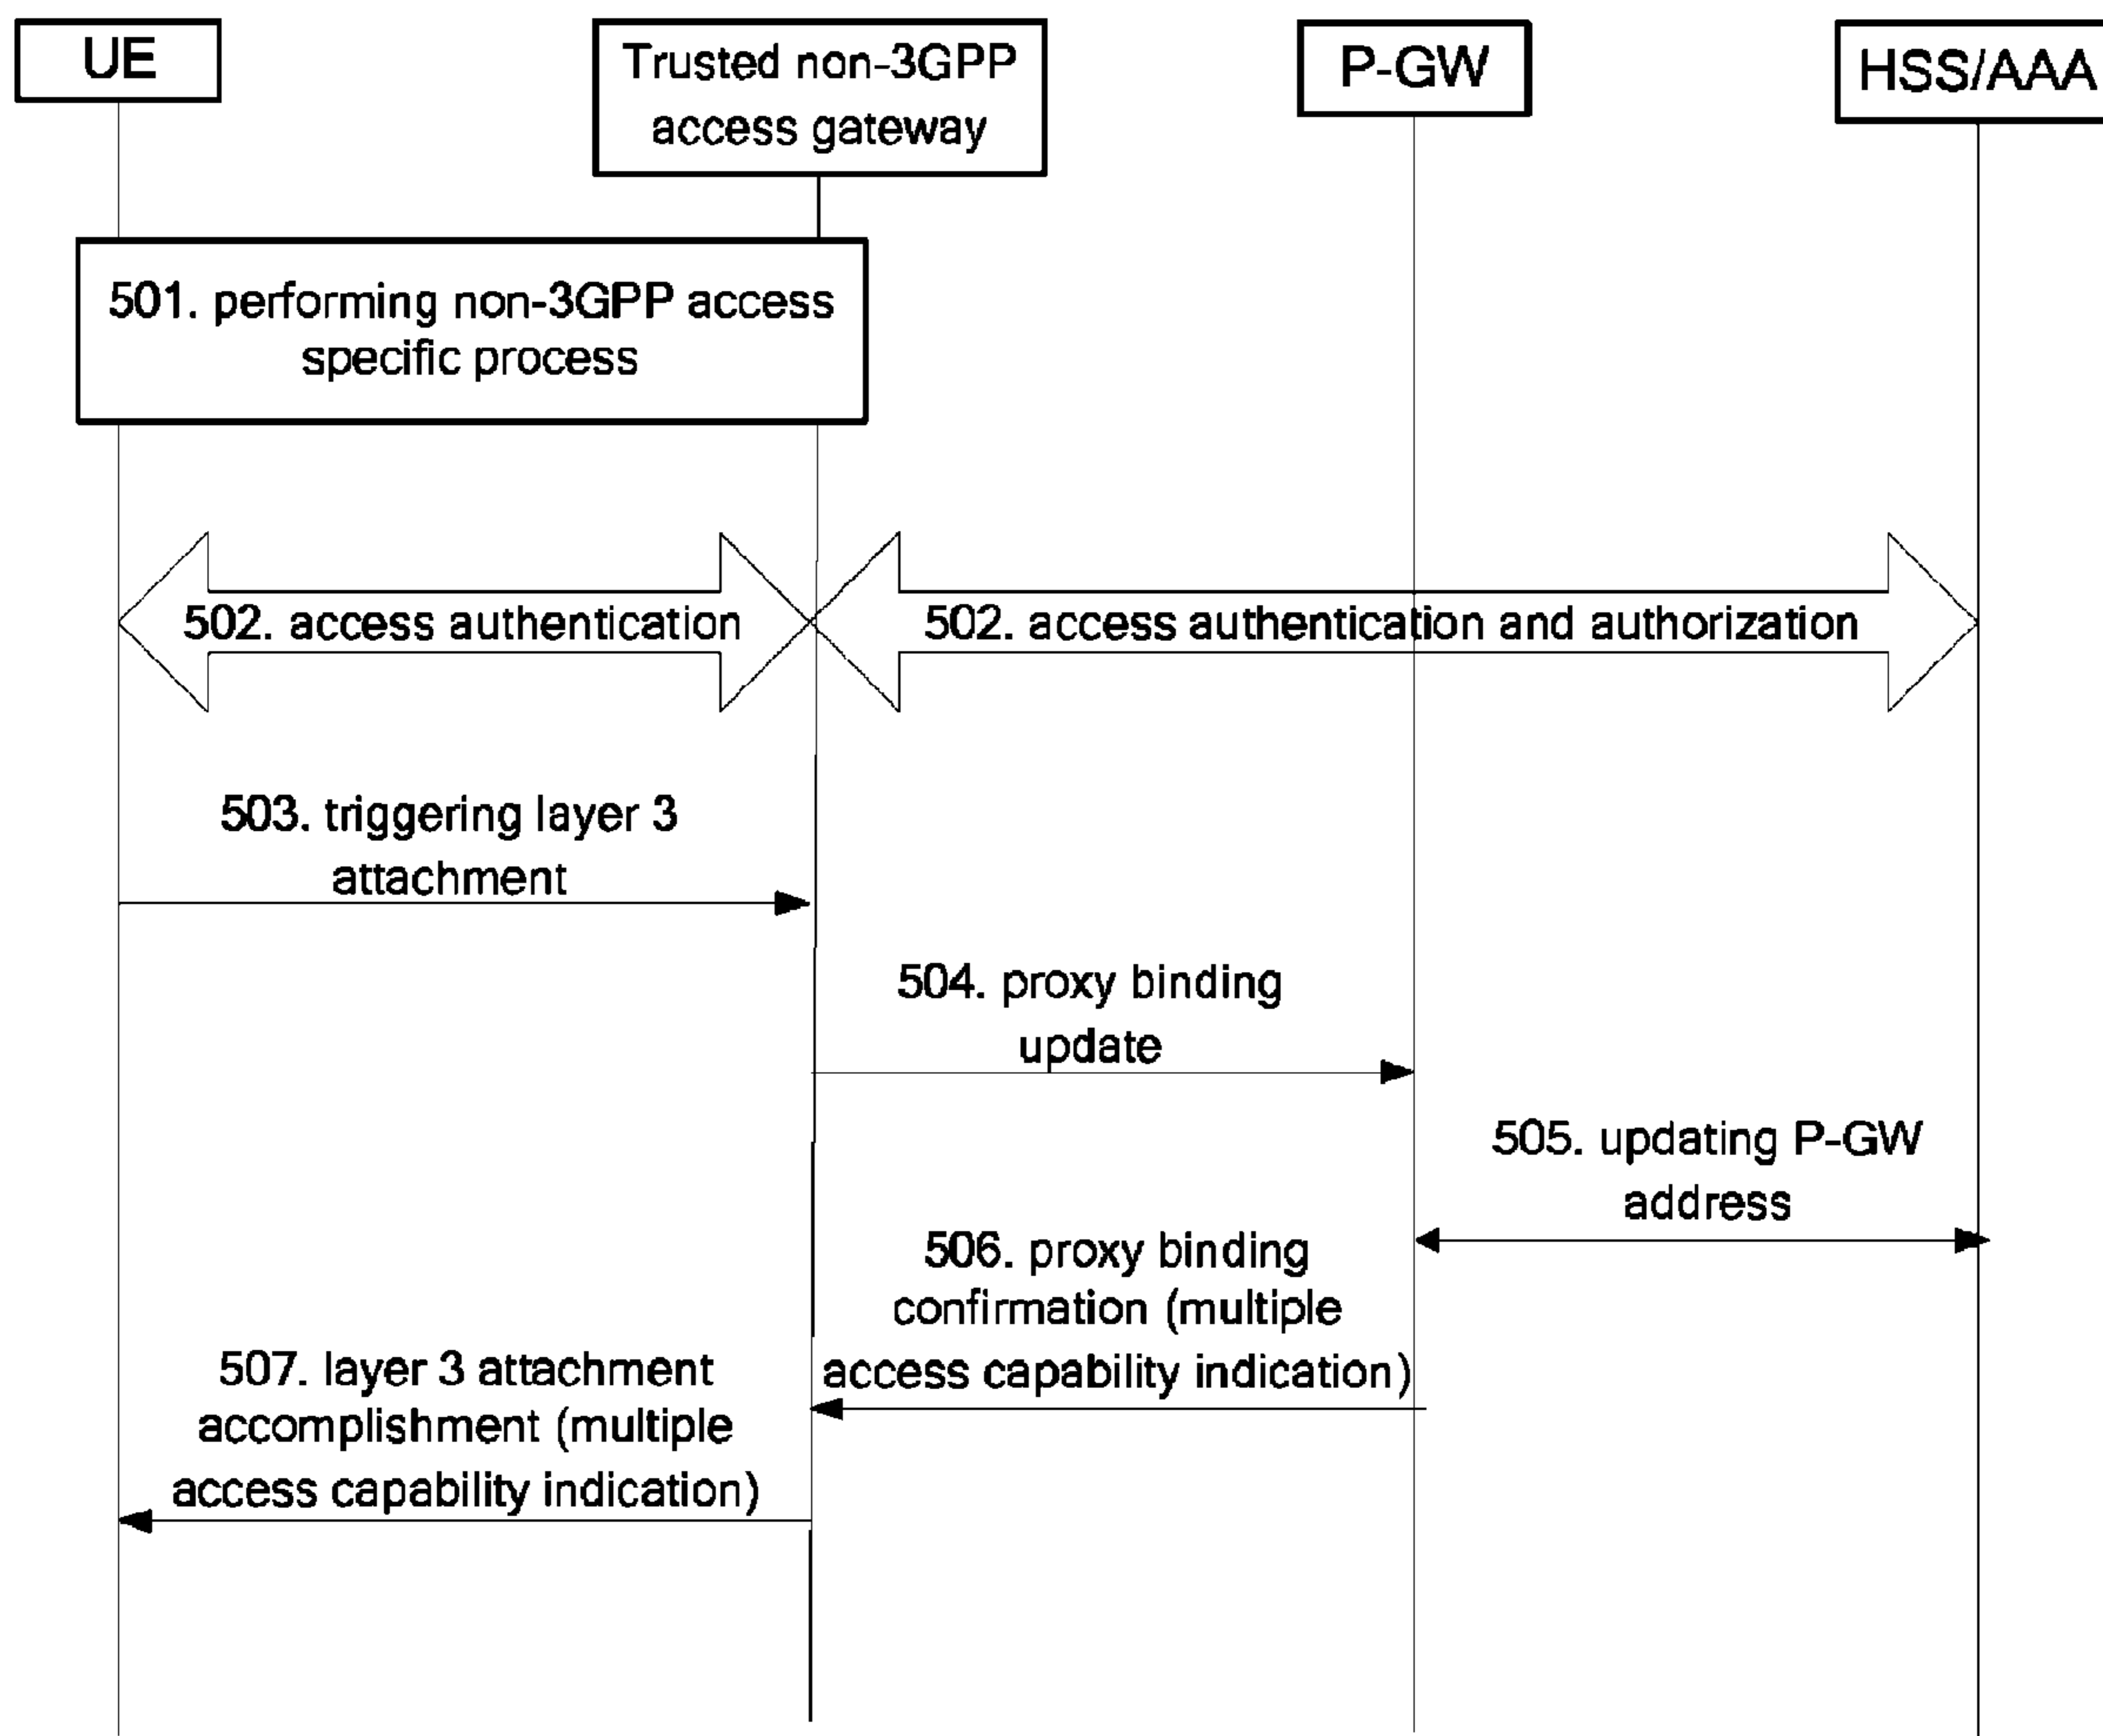 UE
Trusted non-3GPP
access gateway
P-GW
HSS/AAA
501. performing non-3GPP access
specific process
502. access authentication
502. access authentication and authorization
503. triggering layer 3
attachment
504. proxy binding
update
505. updating P-GW
address
506. proxy binding
confirmation (multiple
access capability indication)
507. layer 3 attachment
accomplishment (multiple
access capability indication)